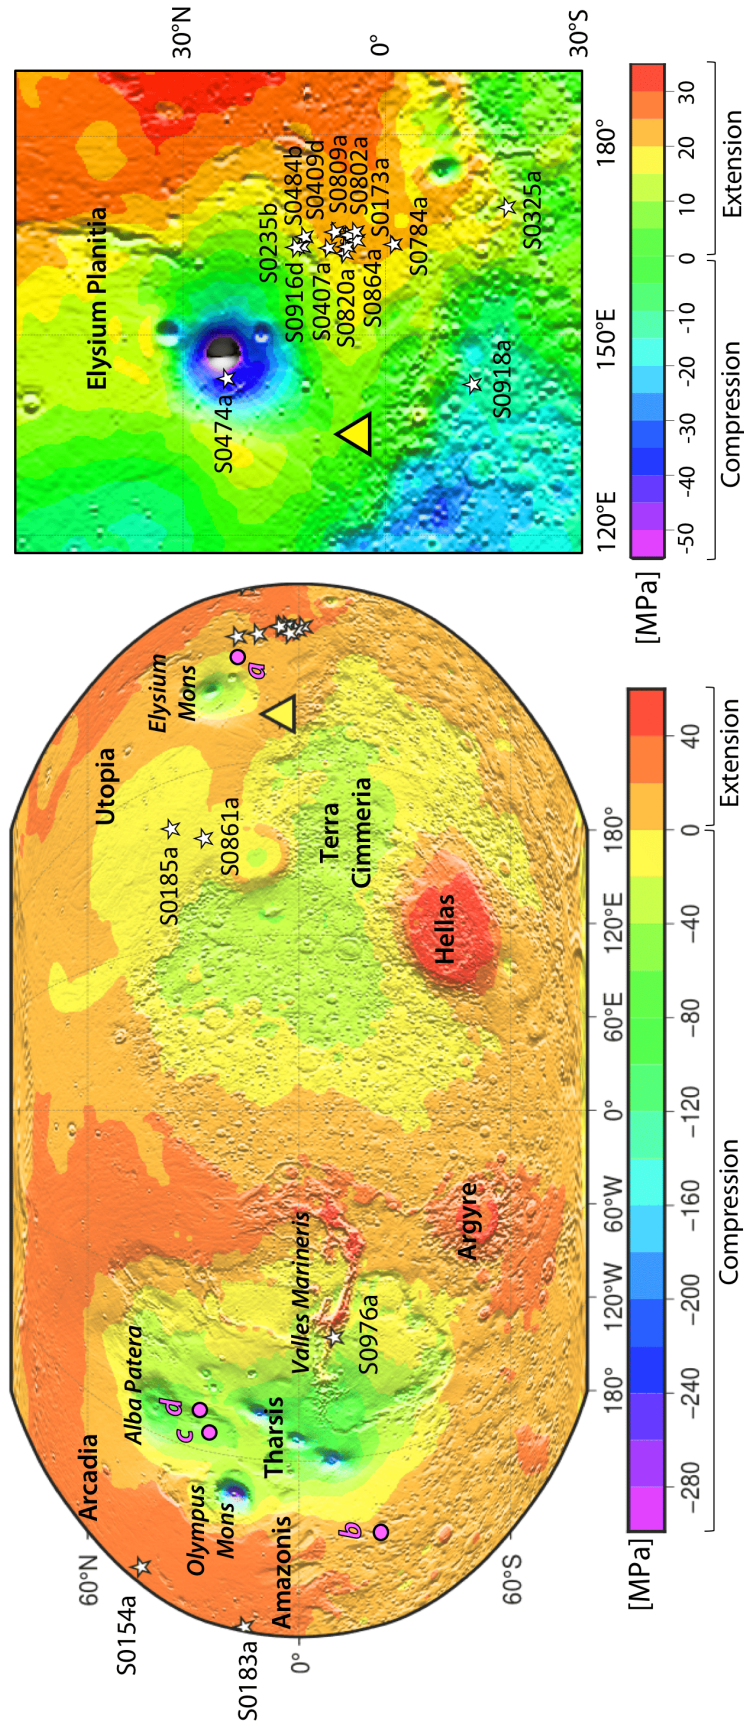 60°N
0°
60°S
S0154a
S0183a
Arcadia
Olympus
Mons
Amazonis
Alba Patera
Tharsis
Valles Marineris
S0976a
Argyre
Utopia
S0185a
S0861a
Elysium
Mons
Terra
Cimmeria
Hellas
a
b
c
d
180°
120°W
60°W
0°
60°E
120°E
180°
[MPa]
−280
−240
−200
−160
−120
−80
−40
0
40
Compression
Extension
Elysium Planitia
S0474a
S0235b
S0916d
S0484b
S0409d
S0407a
S0809a
S0820a
S0802a
S0864a
S0173a
S0784a
S0325a
S0918a
30°N
0°
30°S
120°E
150°E
180°
[MPa]
-50
-40
-30
-20
-10
0
10
20
30
Compression
Extension